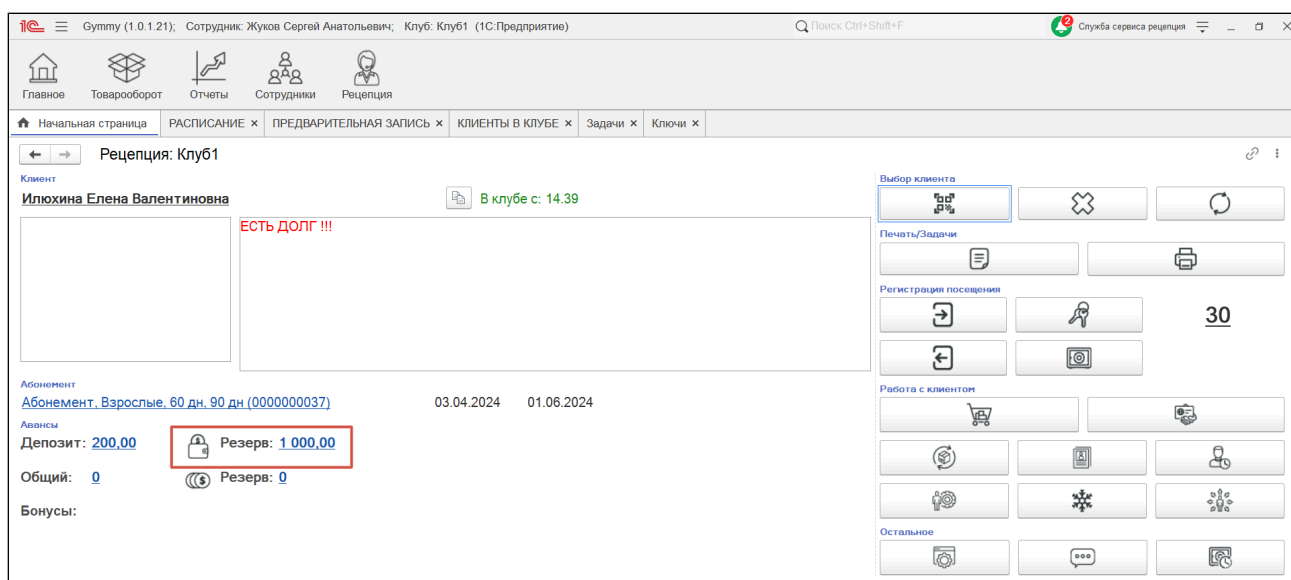 1С Gymmy (1.0.1.21); Сотрудник: Жуков Сергей Анатольевич; Клуб: Клуб1 (1С:Предприятие) Поиск Ctrl+Shift+F 2 Служба сервиса рецепция
Главное Товарооборот Отчеты Сотрудники Рецепция
Начальная страница РАСПИСАНИЕ × ПРЕДВАРИТЕЛЬНАЯ ЗАПИСЬ × КЛИЕНТЫ В КЛУБЕ × Задачи × Ключи ×
Рецепция: Клуб1
Клиент
Илюхина Елена Валентиновна В клубе с: 14.39
ЕСТЬ ДОЛГ !!!
Абонемент
Абонемент, Взрослые, 60 дн, 90 дн (0000000037) 03.04.2024 01.06.2024
Авансы
Депозит: 200,00 Резерв: 1 000,00
Общий: 0 Резерв: 0
Бонусы:
Выбор клиента
Печать/Задачи
Регистрация посещения
30
Работа с клиентом
Остальное